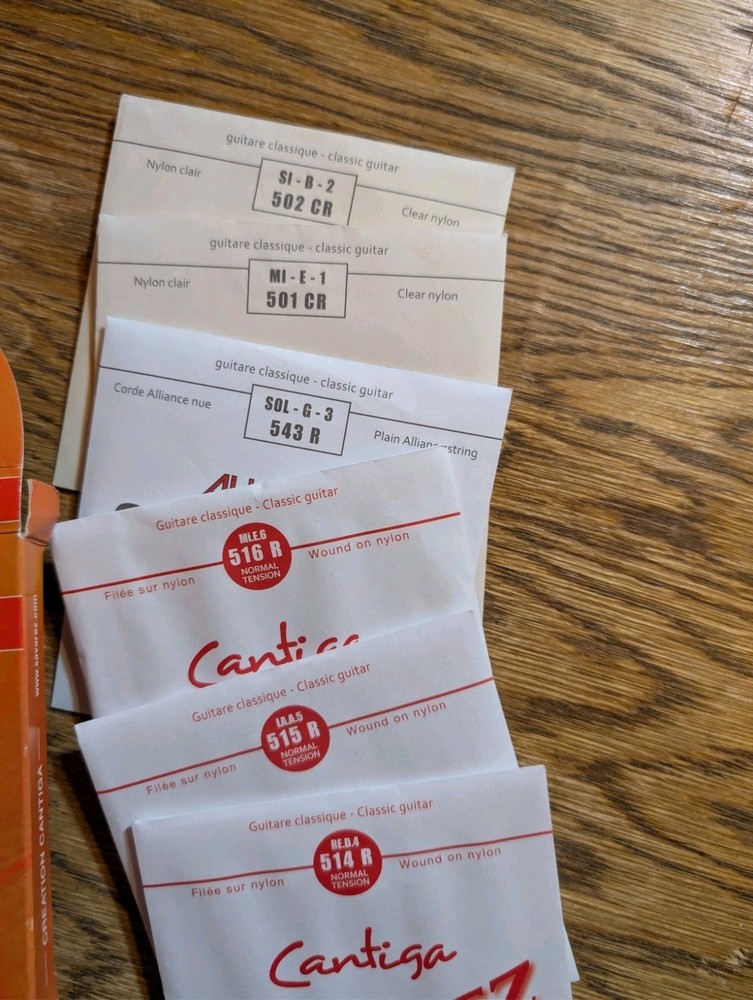 guitare classique - classic guitar
Nylon clair
SI - B - 2
502 CR
Clear nylon
guitare classique - classic guitar
Nylon clair
MI - E - 1
501 CR
Clear nylon
guitare classique - classic guitar
Corde Alliance nue
SOL - G - 3
543 R
Plain Alliance string
Guitare classique - Classic guitar
MI.E.6
516 R
NORMAL
TENSION
Filée sur nylon
Wound on nylon
Cantiga
Guitare classique - Classic guitar
LA.A.5
515 R
NORMAL
TENSION
Filée sur nylon
Wound on nylon
Guitare classique - Classic guitar
RE.D.4
514 R
NORMAL
TENSION
Filée sur nylon
Wound on nylon
Cantiga
www.savarez.com
CREATION CANTIGA